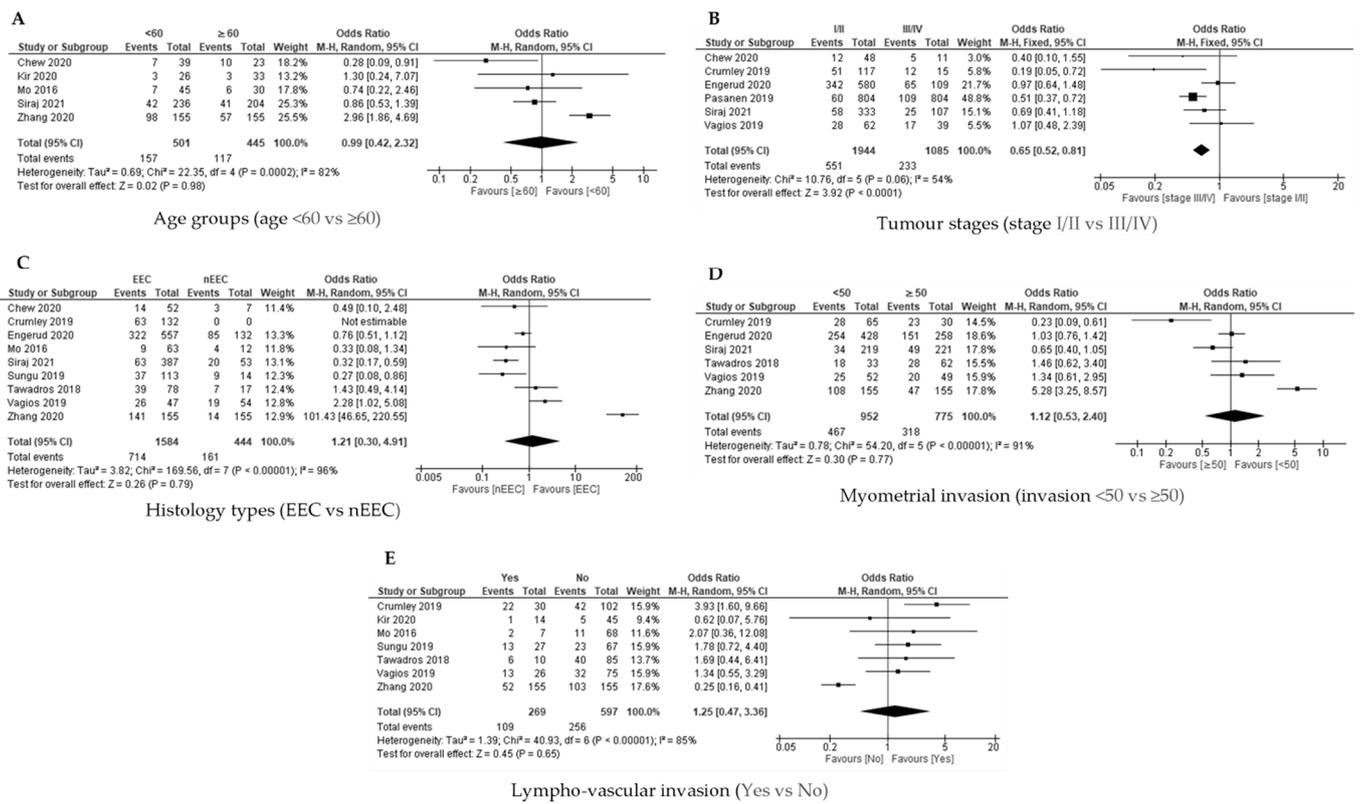 A
<60 ≥60 Odds Ratio Odds Ratio
Study or Subgroup Events Total Events Total Weight M-H, Random, 95% CI M-H, Random, 95% CI
Chew 2020 7 39 10 23 18.2% 0.28 [0.09, 0.91]
Kir 2020 3 26 3 33 13.2% 1.30 [0.24, 7.07]
Mo 2016 7 45 6 30 17.8% 0.74 [0.22, 2.46]
Siraj 2021 42 236 41 204 25.3% 0.86 [0.53, 1.39]
Zhang 2020 98 155 57 155 25.5% 2.96 [1.86, 4.69]
Total (95% CI) 501 445 100.0% 0.99 [0.42, 2.32]
Total events 157 117
Heterogeneity: Tau² = 0.69; Chi² = 22.35, df = 4 (P = 0.0002); I² = 82%
Test for overall effect: Z = 0.02 (P = 0.98)
0.1 0.2 0.5 1 2 5 10
Favours [≥60] Favours [<60]
Age groups (age <60 vs ≥60)
B
I/II III/IV Odds Ratio Odds Ratio
Study or Subgroup Events Total Events Total Weight M-H, Fixed, 95% CI M-H, Fixed, 95% CI
Chew 2020 12 48 5 11 3.0% 0.40 [0.10, 1.55]
Crumley 2019 51 117 12 15 5.4% 0.19 [0.05, 0.72]
Engerud 2020 342 580 65 109 21.7% 0.97 [0.64, 1.48]
Pasanen 2019 60 804 109 804 49.2% 0.51 [0.37, 0.72]
Siraj 2021 58 333 25 107 15.1% 0.69 [0.41, 1.18]
Vagios 2019 28 62 17 39 5.5% 1.07 [0.48, 2.39]
Total (95% CI) 1944 1085 100.0% 0.65 [0.52, 0.81]
Total events 551 233
Heterogeneity: Chi² = 10.76, df = 5 (P = 0.06); I² = 54%
Test for overall effect: Z = 3.92 (P < 0.0001)
0.05 0.2 1 5 20
Favours [stage III/IV] Favours [stage I/II]
Tumour stages (stage I/II vs III/IV)
C
EEC nEEC Odds Ratio Odds Ratio
Study or Subgroup Events Total Events Total Weight M-H, Random, 95% CI M-H, Random, 95% CI
Chew 2020 14 52 3 7 11.4% 0.49 [0.10, 2.48]
Crumley 2019 63 132 0 0 Not estimable
Engerud 2020 322 557 85 132 13.3% 0.76 [0.51, 1.12]
Mo 2016 9 63 4 12 11.8% 0.33 [0.08, 1.34]
Siraj 2021 63 387 20 53 13.1% 0.32 [0.17, 0.59]
Sungu 2019 37 113 9 14 12.4% 0.27 [0.08, 0.86]
Tawadros 2018 39 78 7 17 12.4% 1.43 [0.49, 4.14]
Vagios 2019 26 47 19 54 12.8% 2.28 [1.02, 5.08]
Zhang 2020 141 155 14 155 12.9% 101.43 [46.65, 220.55]
Total (95% CI) 1584 444 100.0% 1.21 [0.30, 4.91]
Total events 714 161
Heterogeneity: Tau² = 3.82; Chi² = 169.56, df = 7 (P < 0.00001); I² = 96%
Test for overall effect: Z = 0.26 (P = 0.79)
0.005 0.1 1 10 200
Favours [nEEC] Favours [EEC]
Histology types (EEC vs nEEC)
D
<50 ≥50 Odds Ratio Odds Ratio
Study or Subgroup Events Total Events Total Weight M-H, Random, 95% CI M-H, Random, 95% CI
Crumley 2019 28 65 23 30 14.5% 0.23 [0.09, 0.61]
Engerud 2020 254 428 151 258 18.6% 1.03 [0.76, 1.42]
Siraj 2021 34 219 49 221 17.8% 0.65 [0.40, 1.05]
Tawadros 2018 18 33 28 62 15.5% 1.46 [0.62, 3.40]
Vagios 2019 25 52 20 49 15.8% 1.34 [0.61, 2.95]
Zhang 2020 108 155 47 155 17.8% 5.28 [3.25, 8.57]
Total (95% CI) 952 775 100.0% 1.12 [0.53, 2.40]
Total events 467 318
Heterogeneity: Tau² = 0.78; Chi² = 54.20, df = 5 (P < 0.00001); I² = 91%
Test for overall effect: Z = 0.30 (P = 0.77)
0.1 0.2 0.5 1 2 5 10
Favours [≥50] Favours [<50]
Myometrial invasion (invasion <50 vs ≥50)
E
Yes No Odds Ratio Odds Ratio
Study or Subgroup Events Total Events Total Weight M-H, Random, 95% CI M-H, Random, 95% CI
Crumley 2019 22 30 42 102 15.9% 3.93 [1.60, 9.66]
Kir 2020 1 14 5 45 9.4% 0.62 [0.07, 5.76]
Mo 2016 2 7 11 68 11.6% 2.07 [0.36, 12.08]
Sungu 2019 13 27 23 67 15.9% 1.78 [0.72, 4.40]
Tawadros 2018 6 10 40 85 13.7% 1.69 [0.44, 6.41]
Vagios 2019 13 26 32 75 15.9% 1.34 [0.55, 3.29]
Zhang 2020 52 155 103 155 17.6% 0.25 [0.16, 0.41]
Total (95% CI) 269 597 100.0% 1.25 [0.47, 3.36]
Total events 109 256
Heterogeneity: Tau² = 1.39; Chi² = 40.93, df = 6 (P < 0.00001); I² = 85%
Test for overall effect: Z = 0.45 (P = 0.65)
0.05 0.2 1 5 20
Favours [No] Favours [Yes]
Lympho-vascular invasion (Yes vs No)